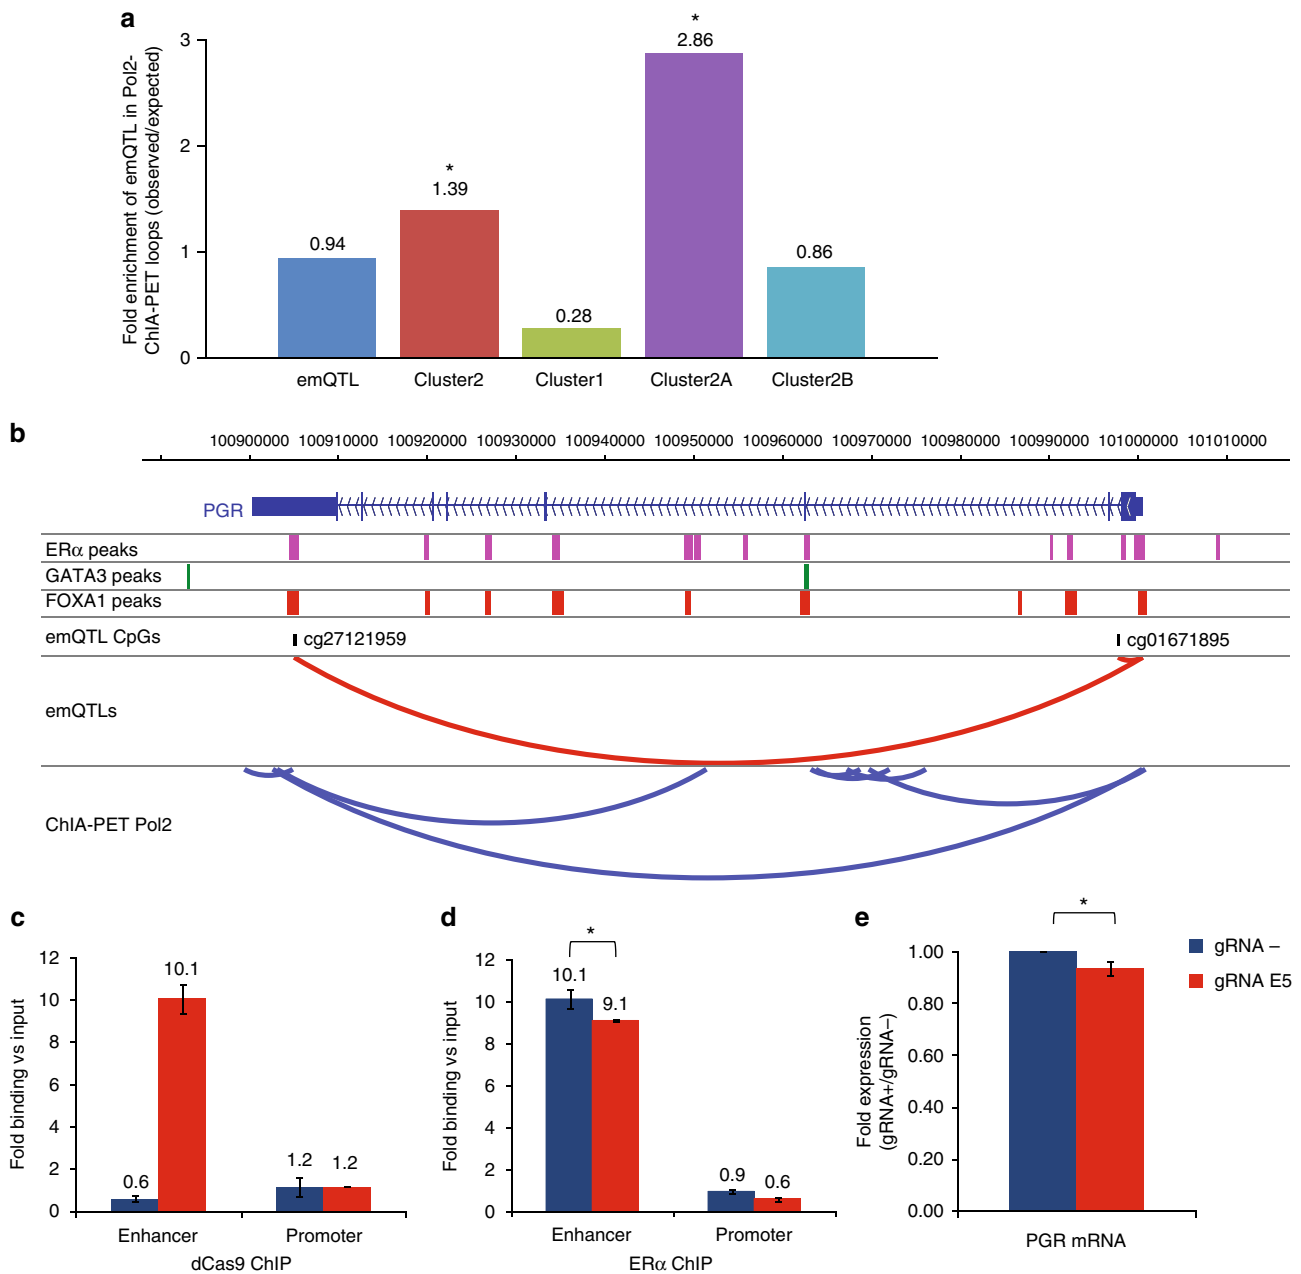 a
Fold enrichment of emQTL in Pol2-
ChIA-PET loops (observed/expected)
3
2
1
0
0.94
*
1.39
0.28
*
2.86
0.86
emQTL
Cluster2
Cluster1
Cluster2A
Cluster2B
b
100900000 100910000 100920000 100930000 100940000 100950000 100960000 100970000 100980000 100990000 101000000 101010000
PGR
ERα peaks
GATA3 peaks
FOXA1 peaks
emQTL CpGs
cg27121959
cg01671895
emQTLs
ChIA-PET Pol2
c
Fold binding vs input
12
10
8
6
4
2
0
0.6
10.1
1.2
1.2
Enhancer
Promoter
dCas9 ChIP
d
Fold binding vs input
12
10
8
6
4
2
0
*
10.1
9.1
0.9
0.6
Enhancer
Promoter
ERα ChIP
e
Fold expression
(gRNA+/gRNA−)
1.00
0.80
0.60
0.40
0.20
0.00
*
PGR mRNA
gRNA −
gRNA E5